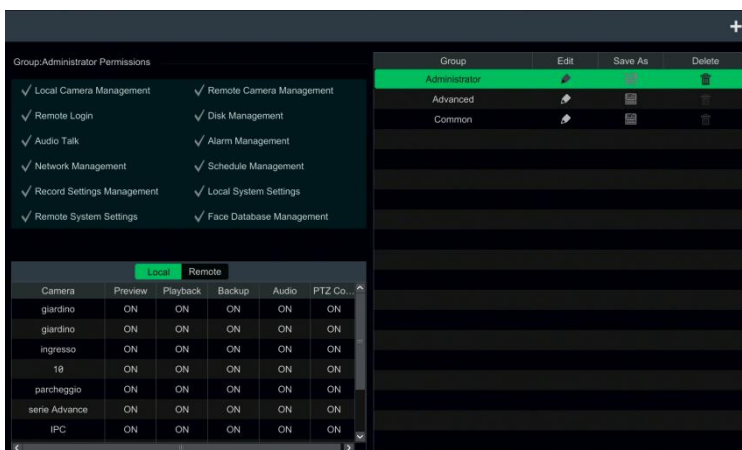 +
Group:Administrator Permissions
Local Camera Management
Remote Camera Management
Remote Login
Disk Management
Audio Talk
Alarm Management
Network Management
Schedule Management
Record Settings Management
Local System Settings
Remote System Settings
Face Database Management
Local Remote
Camera Preview Playback Backup Audio PTZ Co...
giardino ON ON ON ON ON
giardino ON ON ON ON ON
ingresso ON ON ON ON ON
10 ON ON ON ON ON
parcheggio ON ON ON ON ON
serie Advance ON ON ON ON ON
IPC ON ON ON ON ON
Group Edit Save As Delete
Administrator
Advanced
Common